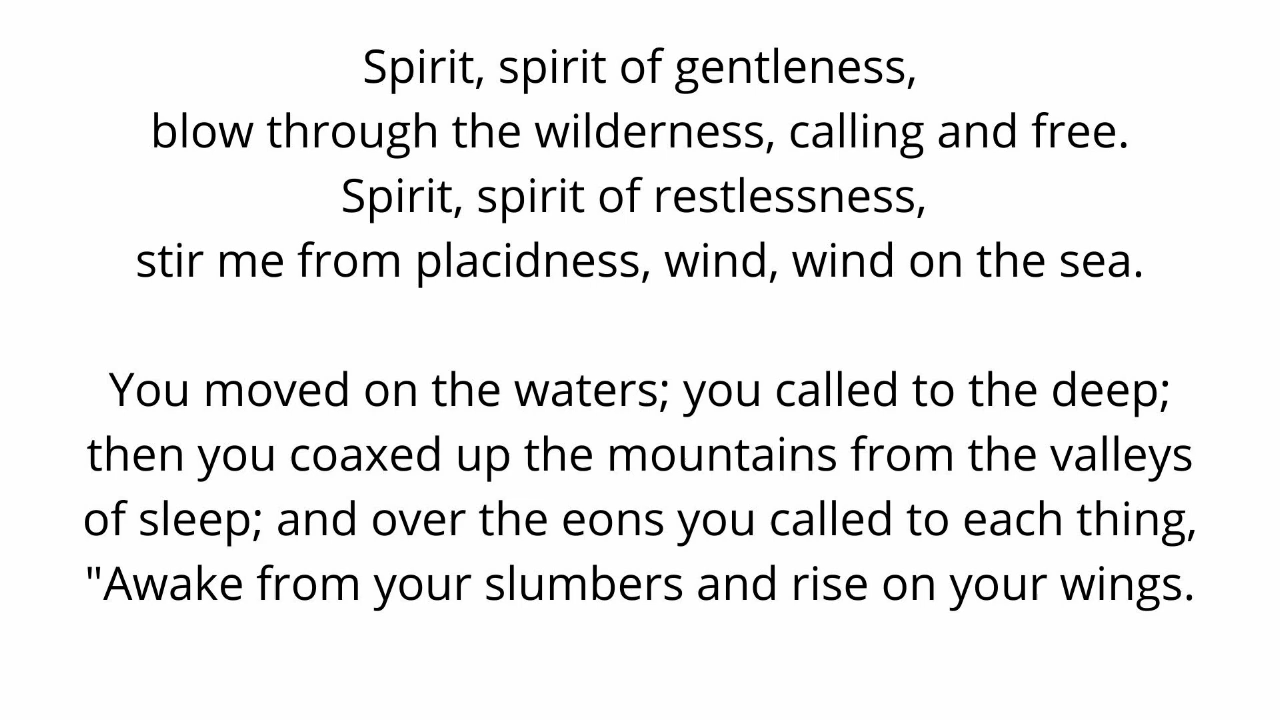 Spirit, spirit of gentleness,
blow through the wilderness, calling and free.
Spirit, spirit of restlessness,
stir me from placidness, wind, wind on the sea.
You moved on the waters; you called to the deep;
then you coaxed up the mountains from the valleys
of sleep; and over the eons you called to each thing,
"Awake from your slumbers and rise on your wings.